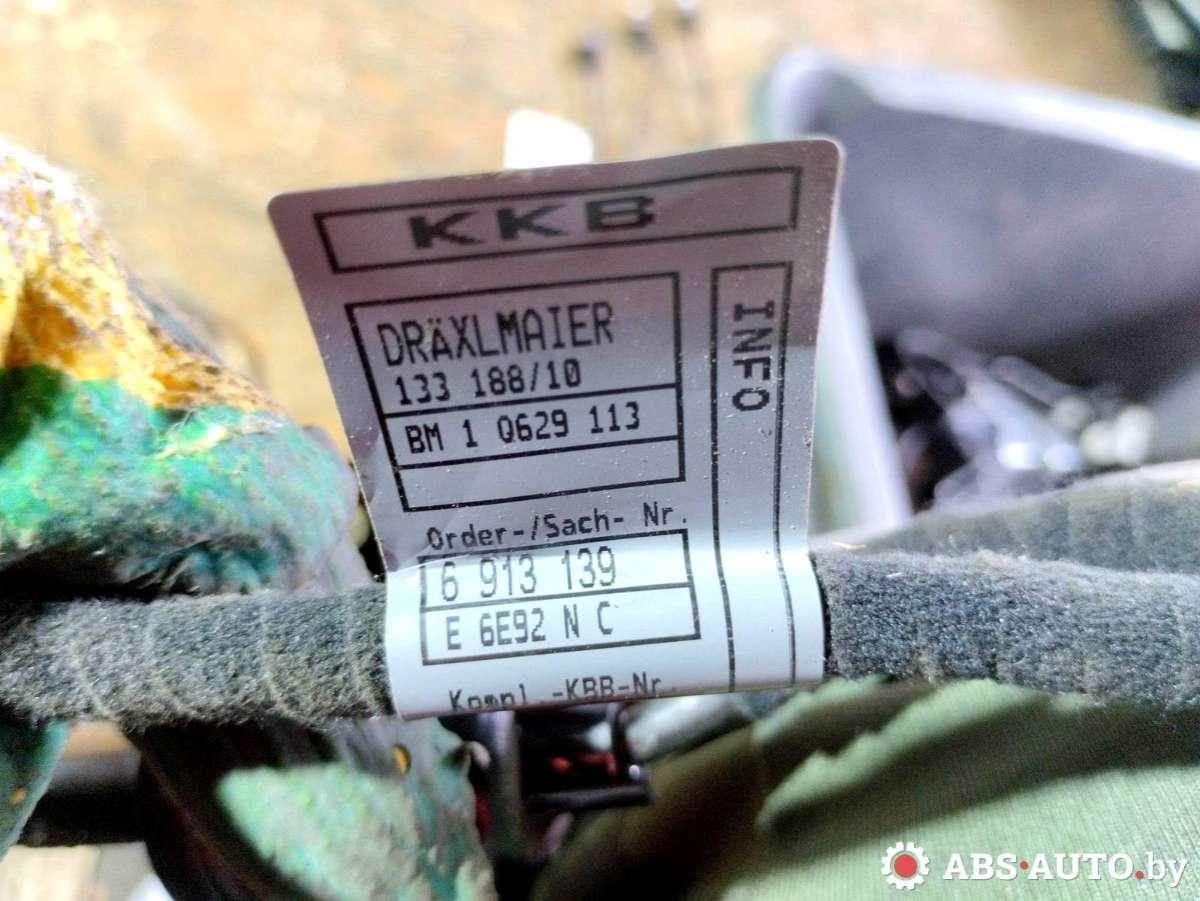 KKB
DRÄXLMAIER
133 188/10
BM 1 Q629 113
INFO
Order-/Sach- Nr.
6 913 139
E 6E92 N C
Kompl.-KBB-Nr.
ABS·AUTO.by